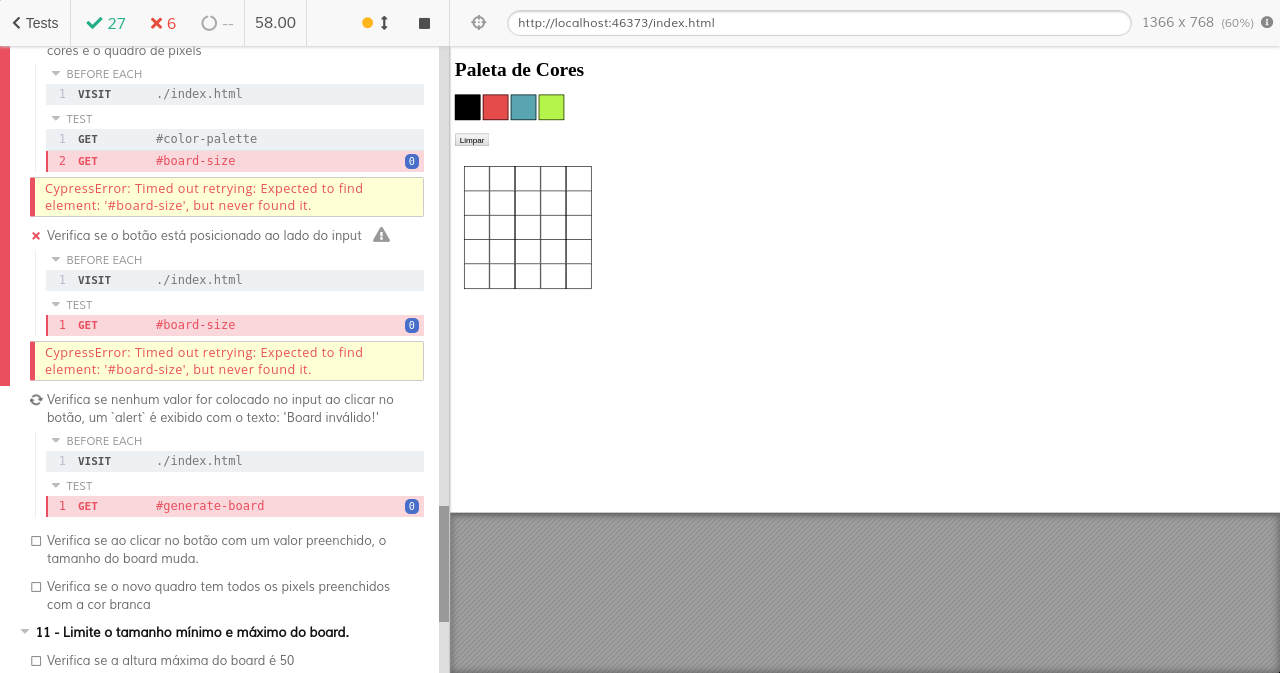 Tests 27 6 -- 58.00
http://localhost:46373/index.html 1366 x 768 (60%)
cores e o quadro de pixels
BEFORE EACH
1 VISIT ./index.html
TEST
1 GET #color-palette
2 GET #board-size 0
CypressError: Timed out retrying: Expected to find
element: '#board-size', but never found it.
Verifica se o botão está posicionado ao lado do input
BEFORE EACH
1 VISIT ./index.html
TEST
1 GET #board-size 0
CypressError: Timed out retrying: Expected to find
element: '#board-size', but never found it.
Verifica se nenhum valor for colocado no input ao clicar no
botão, um `alert` é exibido com o texto: 'Board inválido!'
BEFORE EACH
1 VISIT ./index.html
TEST
1 GET #generate-board 0
Verifica se ao clicar no botão com um valor preenchido, o
tamanho do board muda.
Verifica se o novo quadro tem todos os pixels preenchidos
com a cor branca
11 - Limite o tamanho mínimo e máximo do board.
Verifica se a altura máxima do board é 50
Paleta de Cores
Limpar